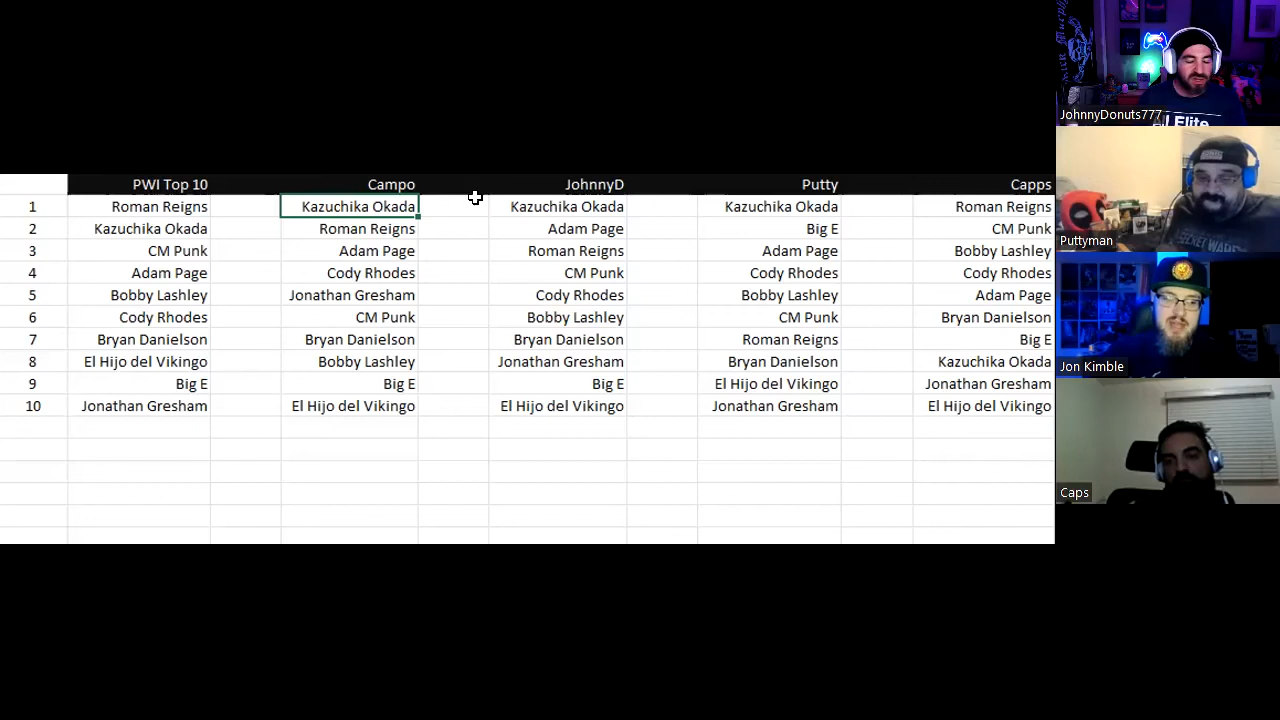 PWI Top 10 Campo JohnnyD Putty Capps
1 Roman Reigns Kazuchika Okada Kazuchika Okada Kazuchika Okada Roman Reigns
2 Kazuchika Okada Roman Reigns Adam Page Big E CM Punk
3 CM Punk Adam Page Roman Reigns Adam Page Bobby Lashley
4 Adam Page Cody Rhodes CM Punk Cody Rhodes Cody Rhodes
5 Bobby Lashley Jonathan Gresham Cody Rhodes Bobby Lashley Adam Page
6 Cody Rhodes CM Punk Bobby Lashley CM Punk Bryan Danielson
7 Bryan Danielson Bryan Danielson Bryan Danielson Roman Reigns Big E
8 El Hijo del Vikingo Bobby Lashley Jonathan Gresham Bryan Danielson Kazuchika Okada
9 Big E Big E Big E El Hijo del Vikingo Jonathan Gresham
10 Jonathan Gresham El Hijo del Vikingo El Hijo del Vikingo Jonathan Gresham El Hijo del Vikingo
Elite
JohnnyDonuts777
Puttyman
Jon Kimble
Caps